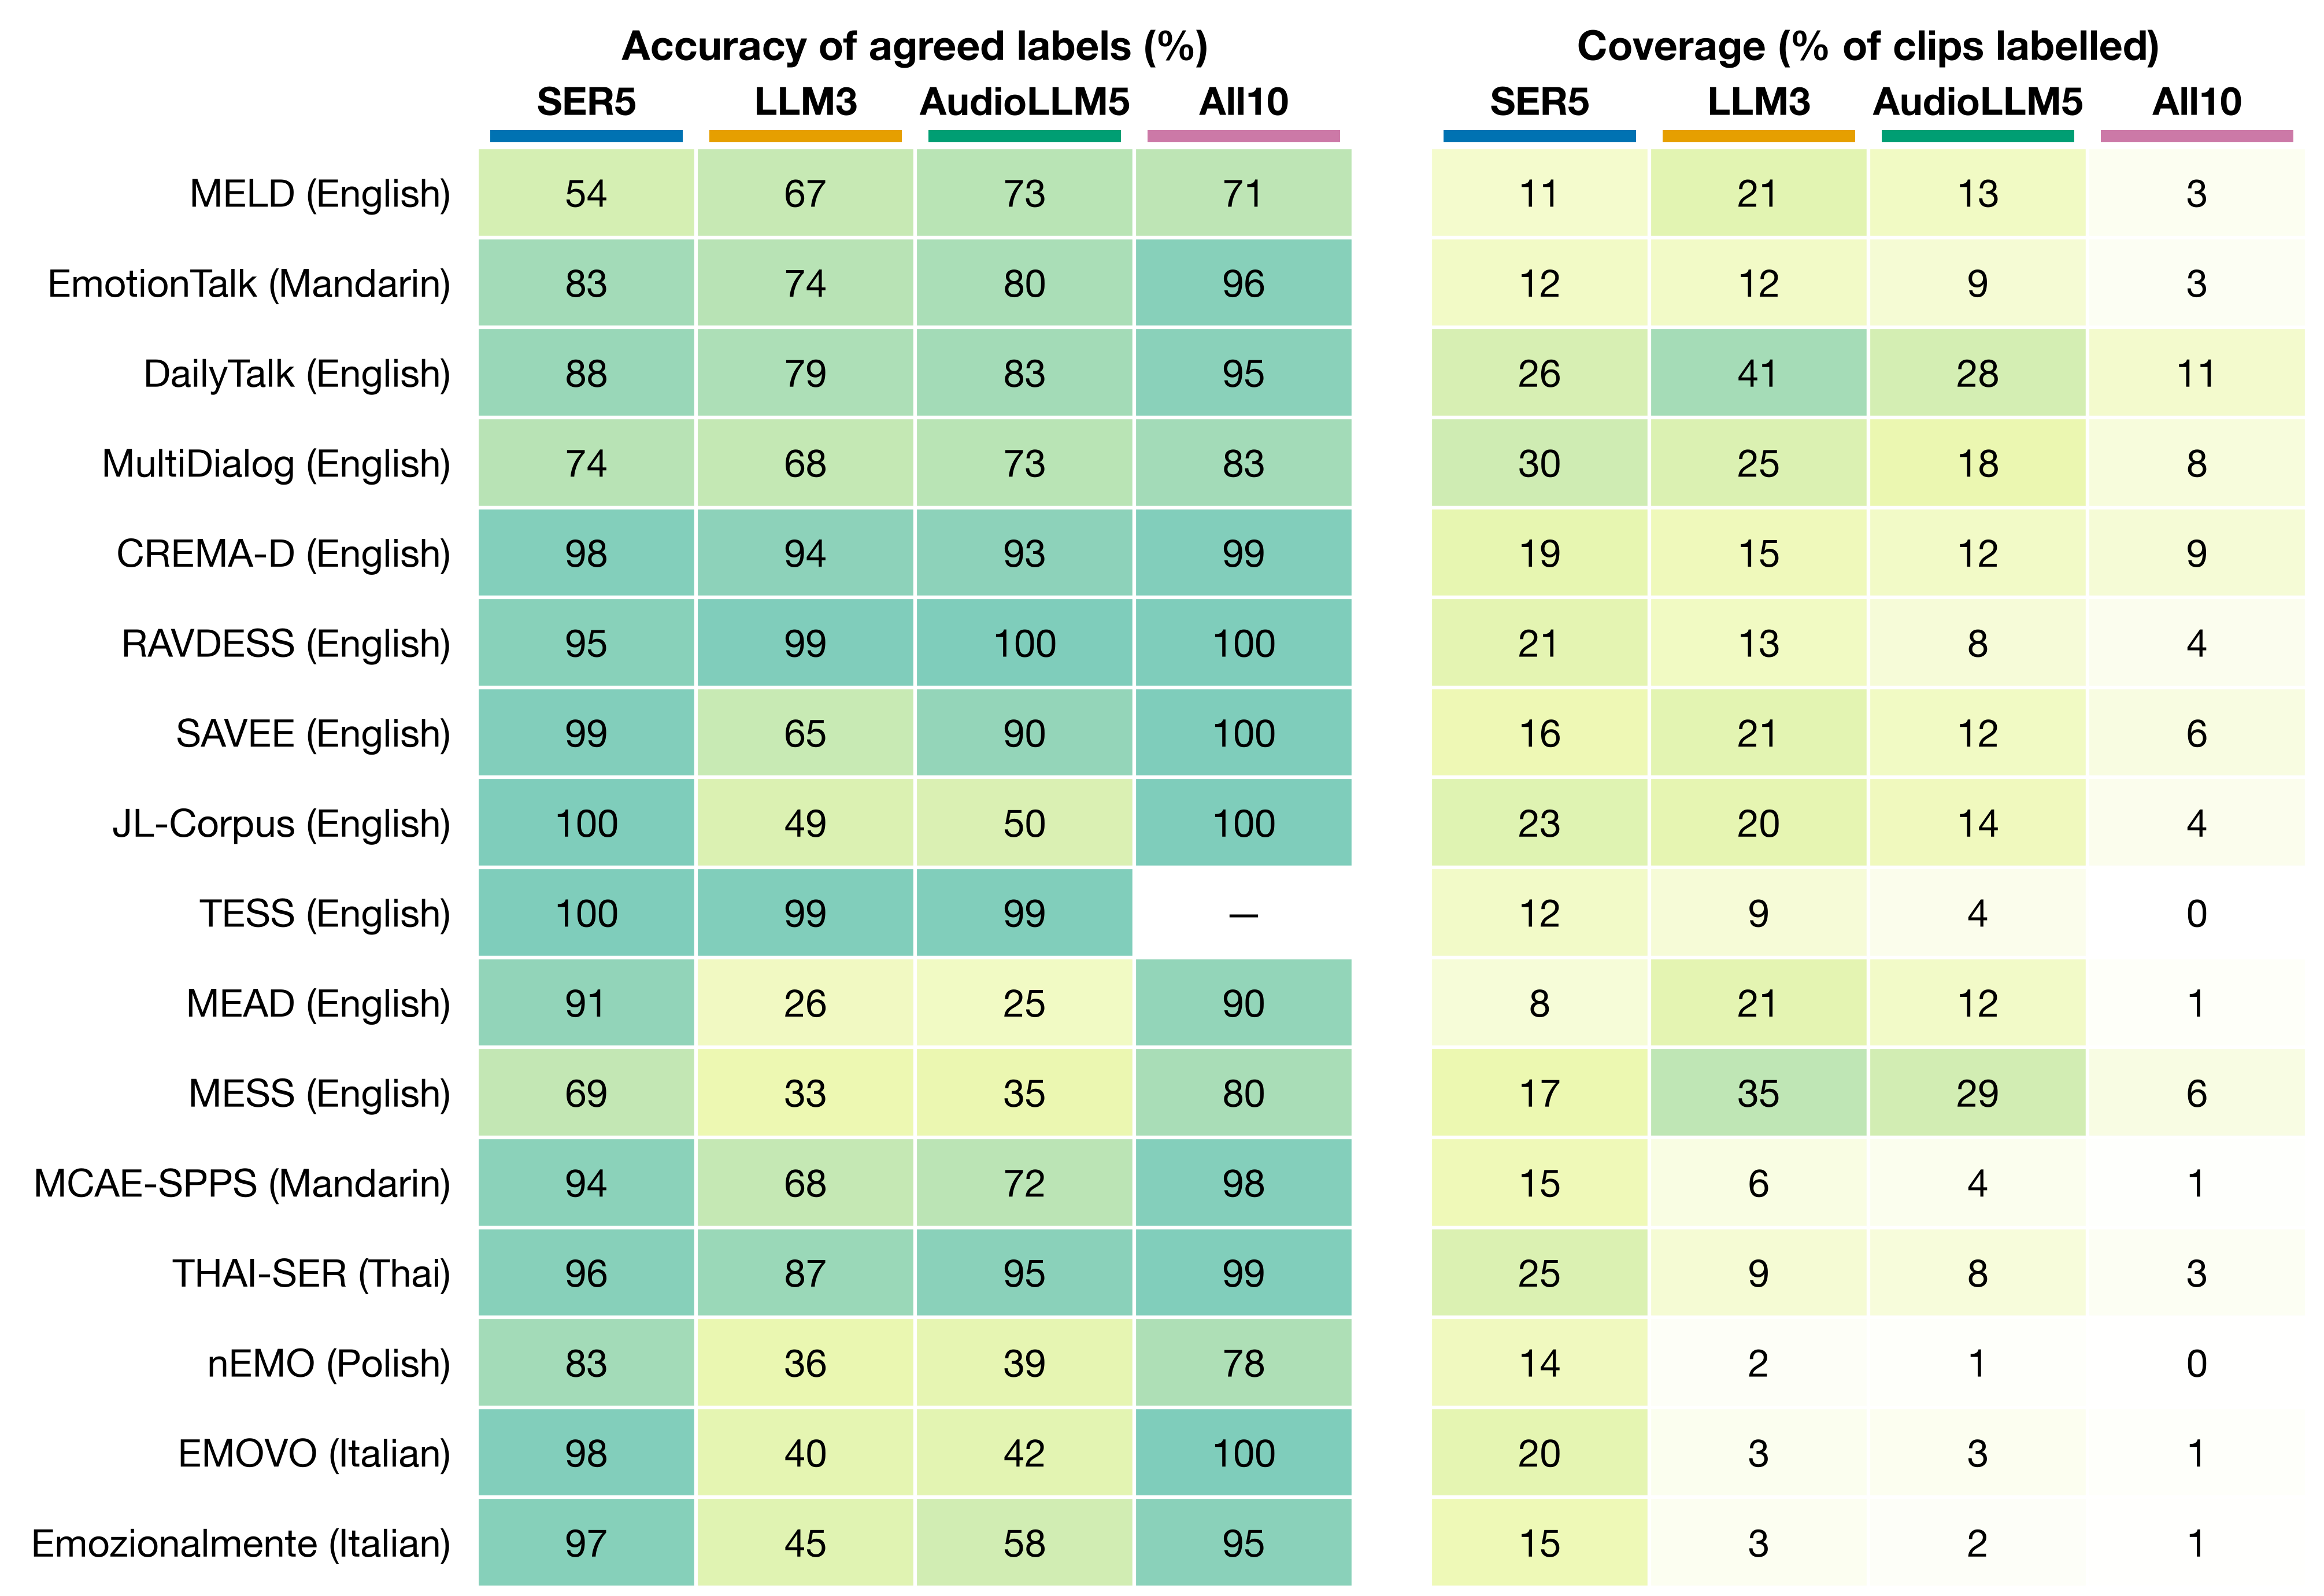 Accuracy of agreed labels (%) Coverage (% of clips labelled)
SER5 LLM3 AudioLLM5 All10 SER5 LLM3 AudioLLM5 All10
MELD (English) 54 67 73 71 11 21 13 3
EmotionTalk (Mandarin) 83 74 80 96 12 12 9 3
DailyTalk (English) 88 79 83 95 26 41 28 11
MultiDialog (English) 74 68 73 83 30 25 18 8
CREMA-D (English) 98 94 93 99 19 15 12 9
RAVDESS (English) 95 99 100 100 21 13 8 4
SAVEE (English) 99 65 90 100 16 21 12 6
JL-Corpus (English) 100 49 50 100 23 20 14 4
TESS (English) 100 99 99 — 12 9 4 0
MEAD (English) 91 26 25 90 8 21 12 1
MESS (English) 69 33 35 80 17 35 29 6
MCAE-SPPS (Mandarin) 94 68 72 98 15 6 4 1
THAI-SER (Thai) 96 87 95 99 25 9 8 3
nEMO (Polish) 83 36 39 78 14 2 1 0
EMOVO (Italian) 98 40 42 100 20 3 3 1
Emozionalmente (Italian) 97 45 58 95 15 3 2 1